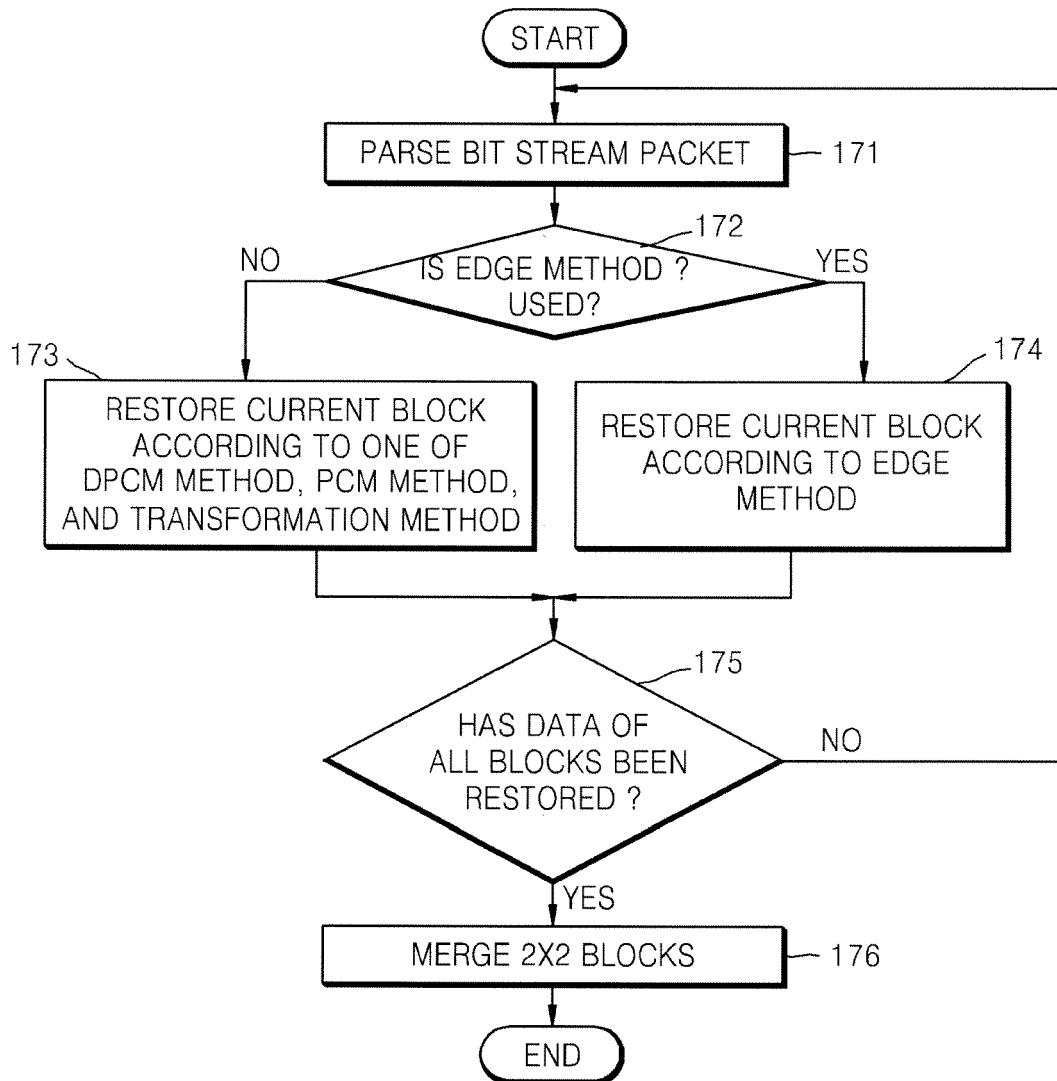 START
PARSE BIT STREAM PACKET
171
172
NO
IS EDGE METHOD ?
USED?
YES
173
RESTORE CURRENT BLOCK
ACCORDING TO ONE OF
DPCM METHOD, PCM METHOD,
AND TRANSFORMATION METHOD
174
RESTORE CURRENT BLOCK
ACCORDING TO EDGE
METHOD
175
HAS DATA OF
ALL BLOCKS BEEN
RESTORED ?
NO
YES
MERGE 2X2 BLOCKS
176
END